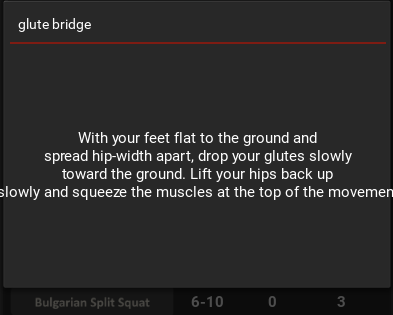 glute bridge
With your feet flat to the ground and
spread hip-width apart, drop your glutes slowly
toward the ground. Lift your hips back up
slowly and squeeze the muscles at the top of the movemen
Bulgarian Split Squat 6-10 0 3